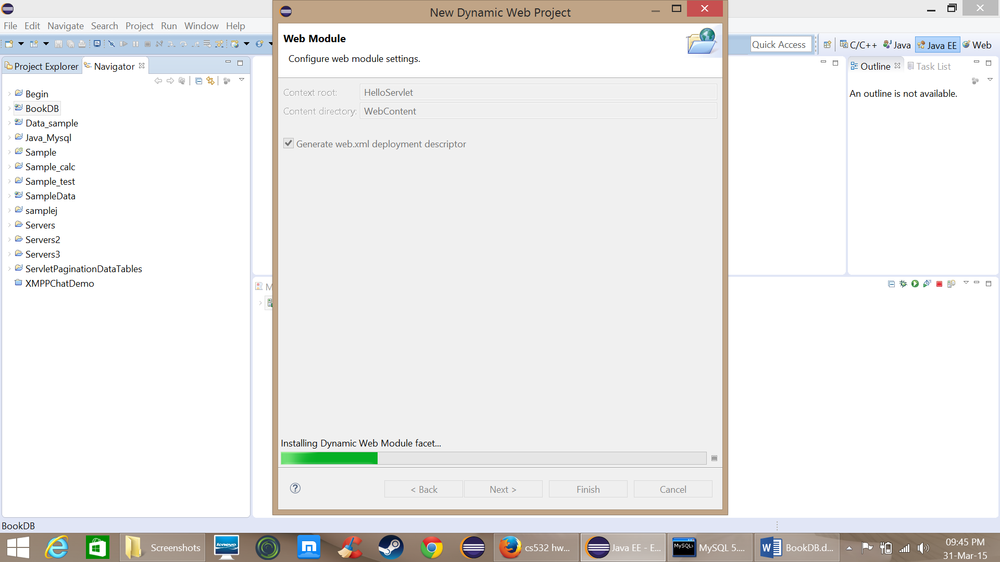 New Dynamic Web Project
File Edit Navigate Search Project Run Window Help
Web Module
Configure web module settings.
Quick Access
C/C++ Java Java EE Web
Project Explorer Navigator
Outline Task List
An outline is not available.
Context root: HelloServlet
Content directory: WebContent
Generate web.xml deployment descriptor
Begin
BookDB
Data_sample
Java_Mysql
Sample
Sample_calc
Sample_test
SampleData
samplej
Servers
Servers2
Servers3
ServletPaginationDataTables
XMPPChatDemo
M
Installing Dynamic Web Module facet...
< Back Next > Finish Cancel
BookDB
Screenshots
lenovo
cs532 hw...
Java EE - E...
MySQL>
MySQL 5....
BookDB.d...
09:45 PM
31-Mar-15